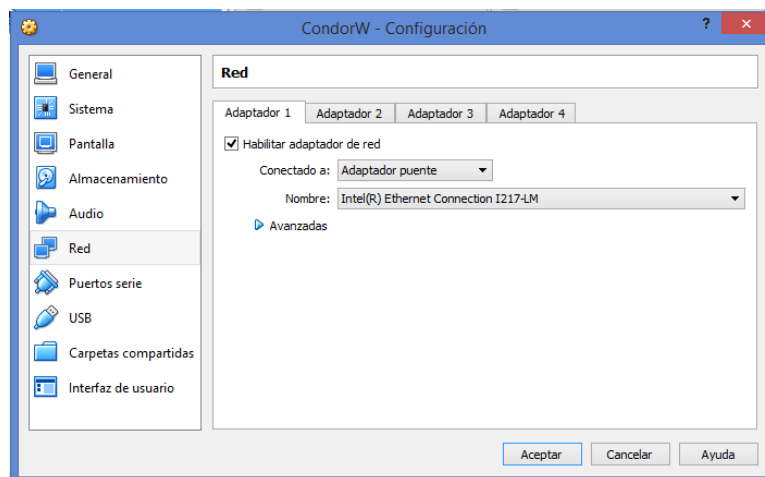 CondorW - Configuración
?
General
Sistema
Pantalla
Almacenamiento
Audio
Red
Puertos serie
USB
Carpetas compartidas
Interfaz de usuario
Red
Adaptador 1 Adaptador 2 Adaptador 3 Adaptador 4
Habilitar adaptador de red
Conectado a: Adaptador puente
Nombre: Intel(R) Ethernet Connection I217-LM
Avanzadas
Aceptar Cancelar Ayuda